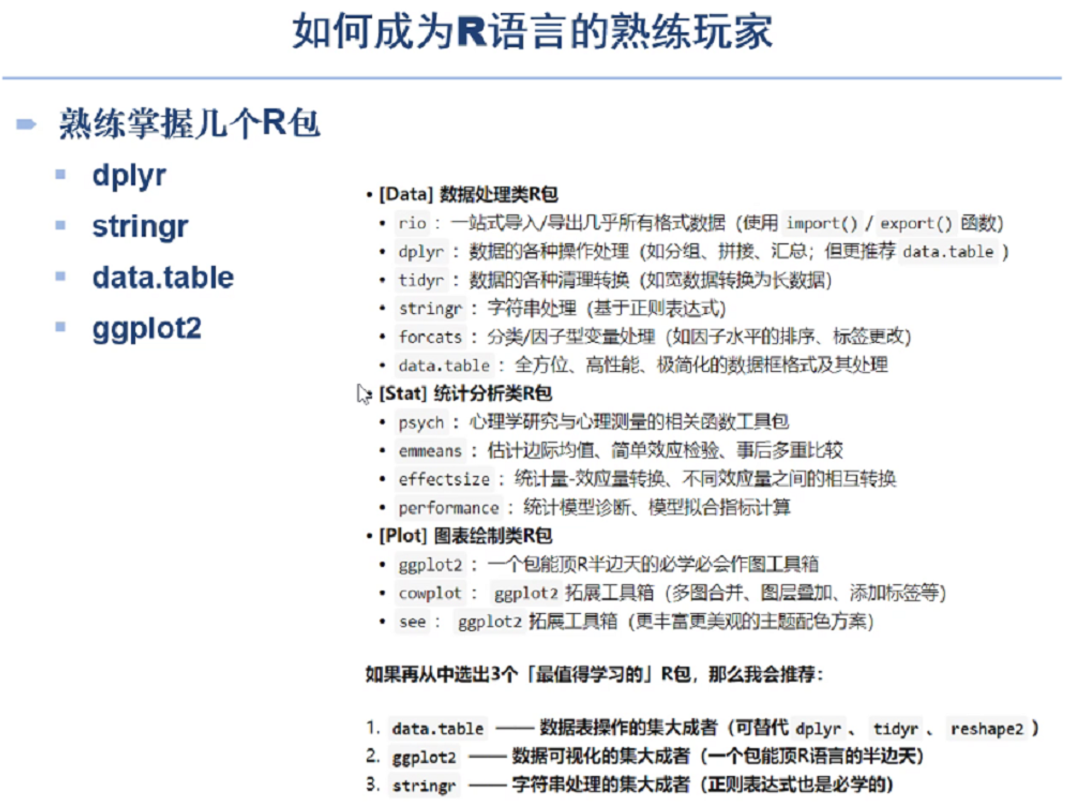 如何成为R语言的熟练玩家
熟练掌握几个R包
dplyr
stringr
data.table
ggplot2
• [Data] 数据处理类R包
• rio：一站式导入/导出几乎所有格式数据（使用 import() / export() 函数）
• dplyr：数据的各种操作处理（如分组、拼接、汇总；但更推荐 data.table ）
• tidyr：数据的各种清理转换（如宽数据转换为长数据）
• stringr：字符串处理（基于正则表达式）
• forcats：分类/因子型变量处理（如因子水平的排序、标签更改）
• data.table：全方位、高性能、极简化的数据框格式及其处理
• [Stat] 统计分析类R包
• psych：心理学研究与心理测量的相关函数工具包
• emmeans：估计边际均值、简单效应检验、事后多重比较
• effectsize：统计量-效应量转换、不同效应量之间的相互转换
• performance：统计模型诊断、模型拟合指标计算
• [Plot] 图表绘制类R包
• ggplot2：一个包能顶R半边天的必学必会作图工具箱
• cowplot： ggplot2 拓展工具箱（多图合并、图层叠加、添加标签等）
• see： ggplot2 拓展工具箱（更丰富更美观的主题配色方案）
如果再从中选出3个「最值得学习的」R包，那么我会推荐：
1. data.table —— 数据表操作的集大成者（可替代 dplyr 、 tidyr 、 reshape2 ）
2. ggplot2 —— 数据可视化的集大成者（一个包能顶R语言的半边天）
3. stringr —— 字符串处理的集大成者（正则表达式也是必学的）